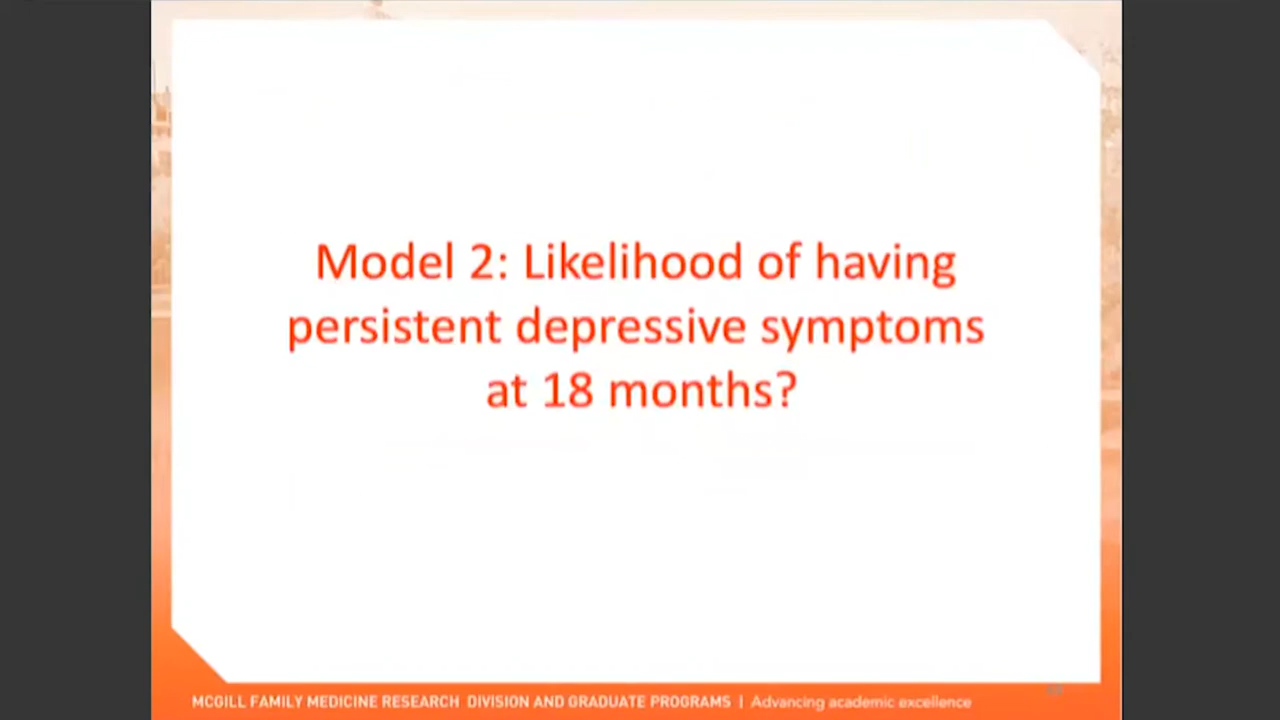 Model 2: Likelihood of having
persistent depressive symptoms
at 18 months?
MCGILL FAMILY MEDICINE RESEARCH DIVISION AND GRADUATE PROGRAMS | Advancing academic excellence